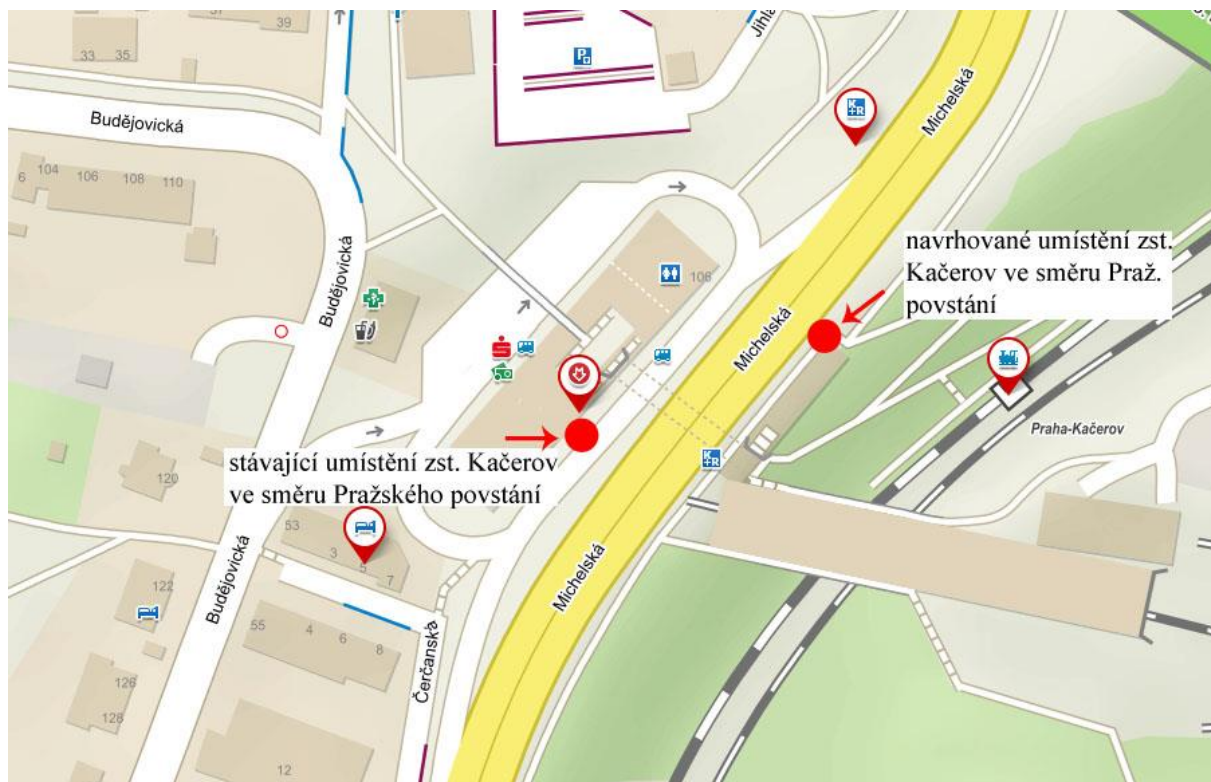 37
39
33
35
Jihla
Budějovická
Michelská
K+R
P
6
104
106
108
110
Budějovická
106
navrhované umístění zst.
Kačerov ve směru Praž.
povstání
Michelská
Praha-Kačerov
stávající umístění zst. Kačerov
ve směru Pražského povstání
K+R
120
53
3
5
7
122
Budějovická
Michelská
55
4
6
8
Čerčanská
126
128
12